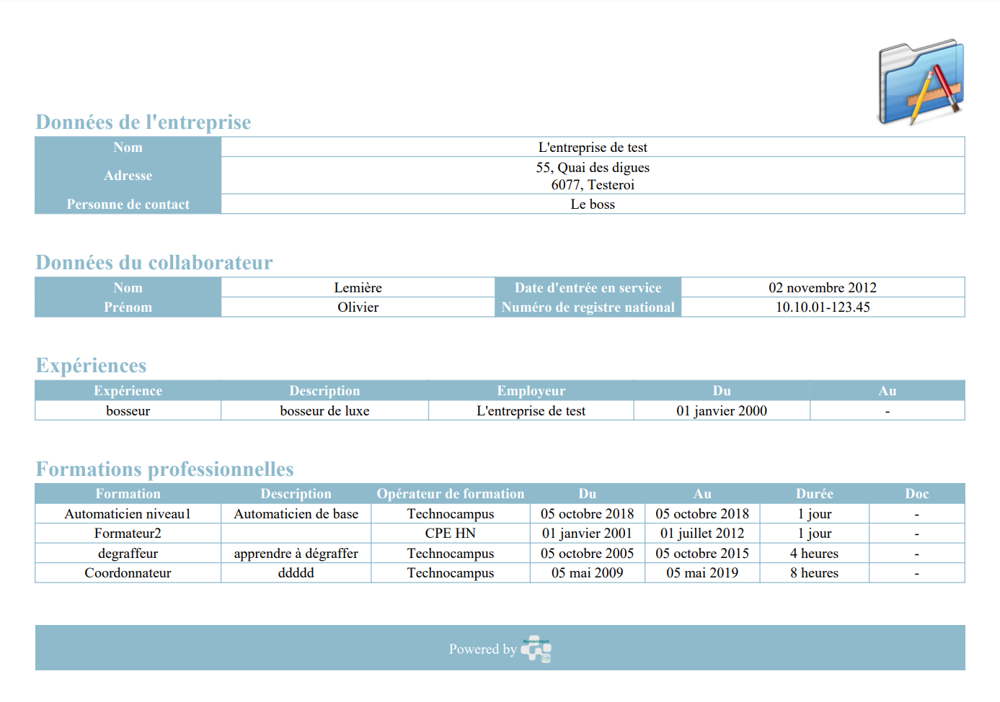 Données de l'entreprise
Nom L'entreprise de test
Adresse 55, Quai des digues
6077, Testeroi
Personne de contact Le boss
Données du collaborateur
Nom Lemière Date d'entrée en service 02 novembre 2012
Prénom Olivier Numéro de registre national 10.10.01-123.45
Expériences
Expérience Description Employeur Du Au
bosseur bosseur de luxe L'entreprise de test 01 janvier 2000 -
Formations professionnelles
Formation Description Opérateur de formation Du Au Durée Doc
Automaticien niveau1 Automaticien de base Technocampus 05 octobre 2018 05 octobre 2018 1 jour -
Formateur2 CPE HN 01 janvier 2001 01 juillet 2012 1 jour -
degraffeur apprendre à dégraffer Technocampus 05 octobre 2005 05 octobre 2015 4 heures -
Coordonnateur ddddd Technocampus 05 mai 2009 05 mai 2019 8 heures -
Powered by